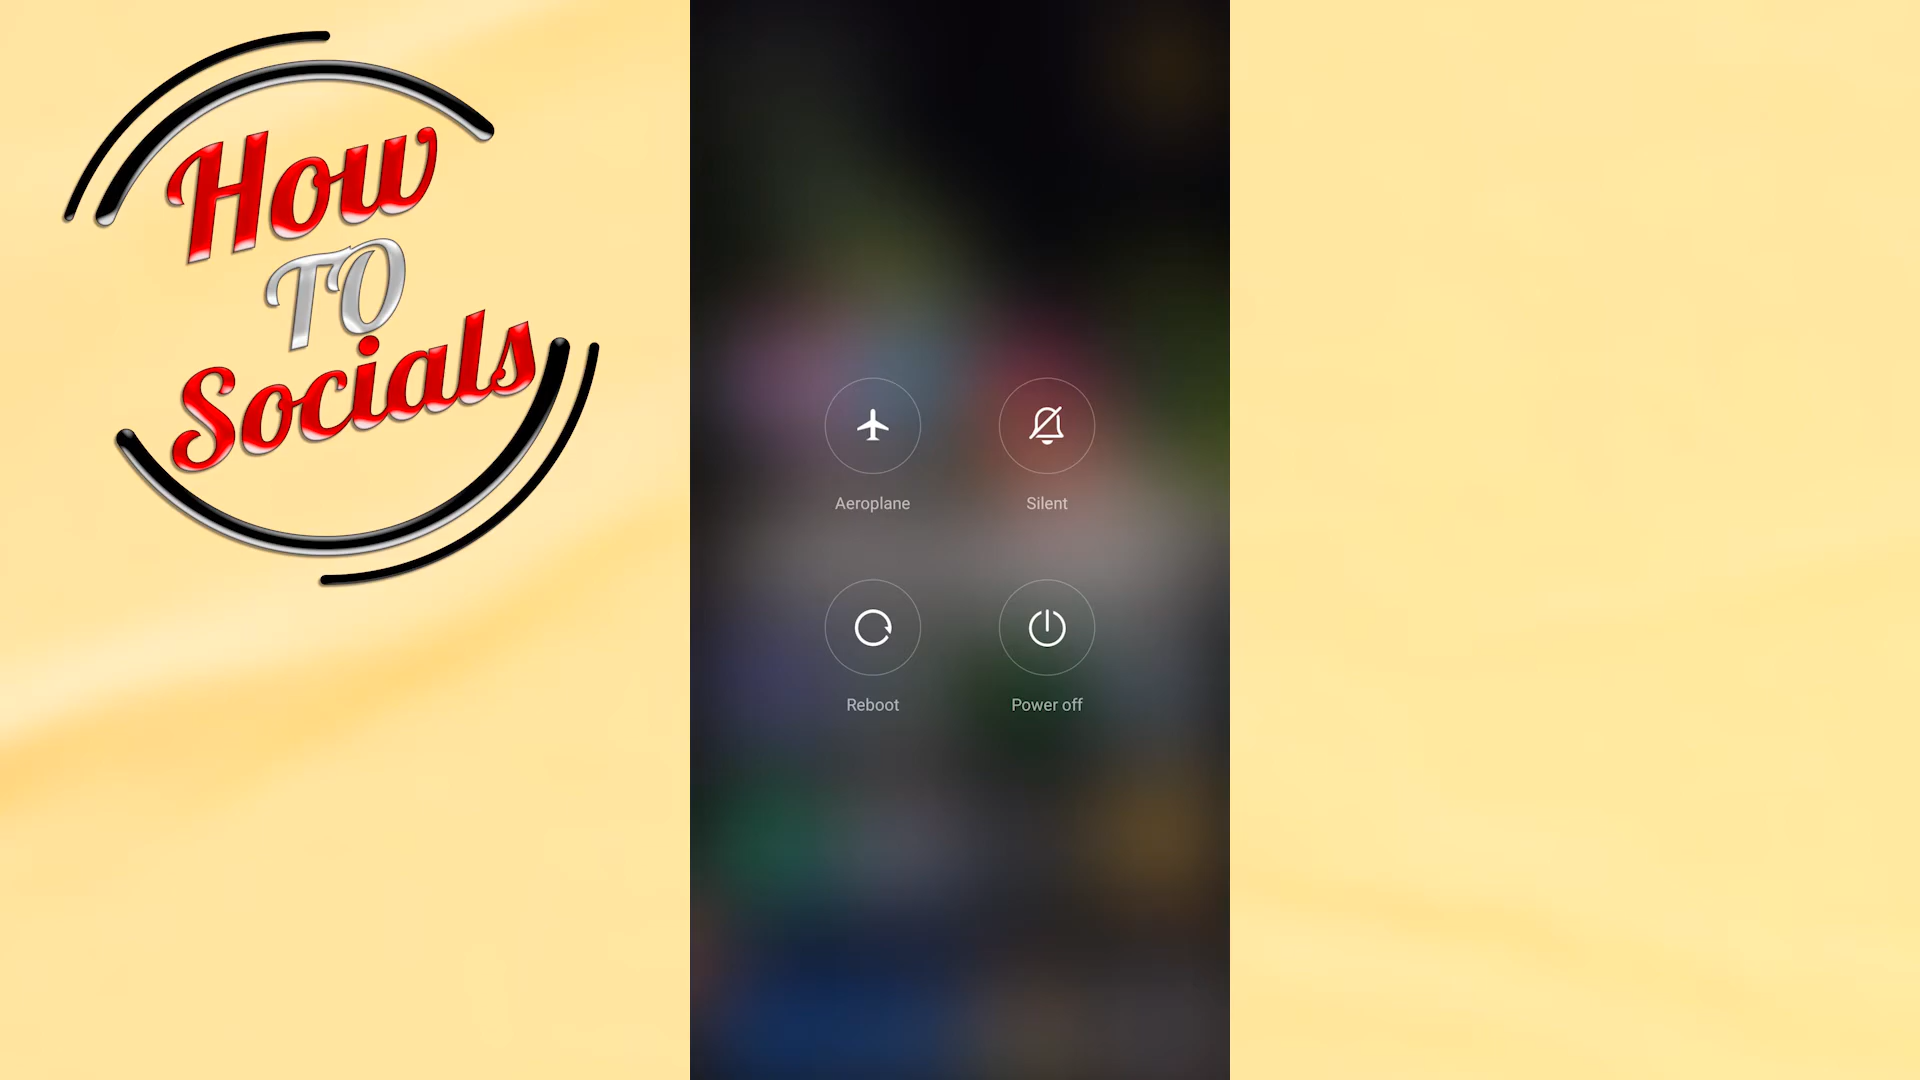 How
TO
Socials
Aeroplane
Silent
Reboot
Power off